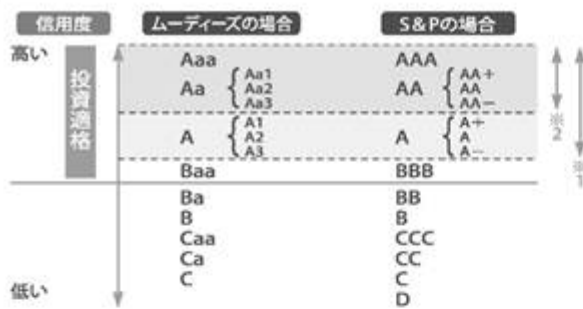 信用度 ムーディーズの場合 S&Pの場合
高い
投資適格
Aaa AAA
Aa { Aa1 Aa2 Aa3 AA { AA+ AA AA−
A { A1 A2 A3 A { A+ A A−
Baa BBB
Ba BB
B B
Caa CCC
Ca CC
C C
低い D
※2
※1